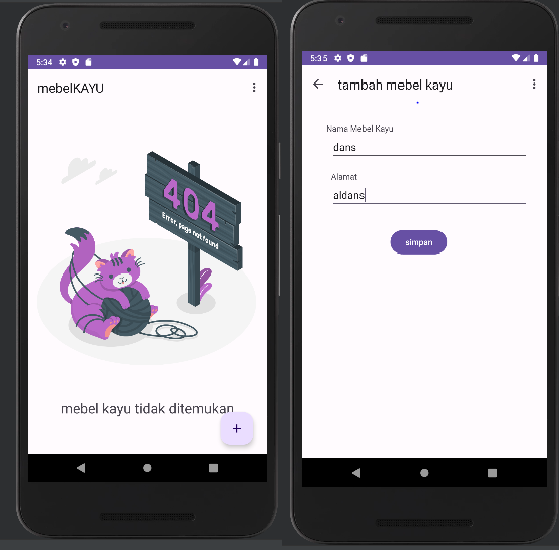 5:34
mebelKAYU
404
Error, page not found
mebel kayu tidak ditemukan
+
5:35
tambah mebel kayu
Nama Mebel Kayu
dans
Alamat
aldans
simpan